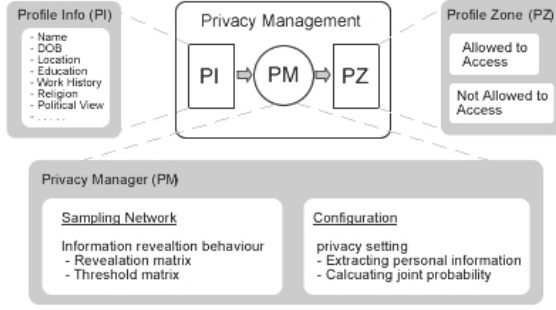 Profile Info (PI)
- Name
- DOB
- Location
- Education
- Work History
- Religion
- Political View
- . . . . .
Privacy Management
PI
PM
PZ
Profile Zone (PZ)
Allowed to
Access
Not Allowed to
Access
Privacy Manager (PM)
Sampling Network
Information revealtion behaviour
- Revealation matrix
- Threshold matrix
Configuration
privacy setting
- Extracting personal information
- Calcuating joint probability